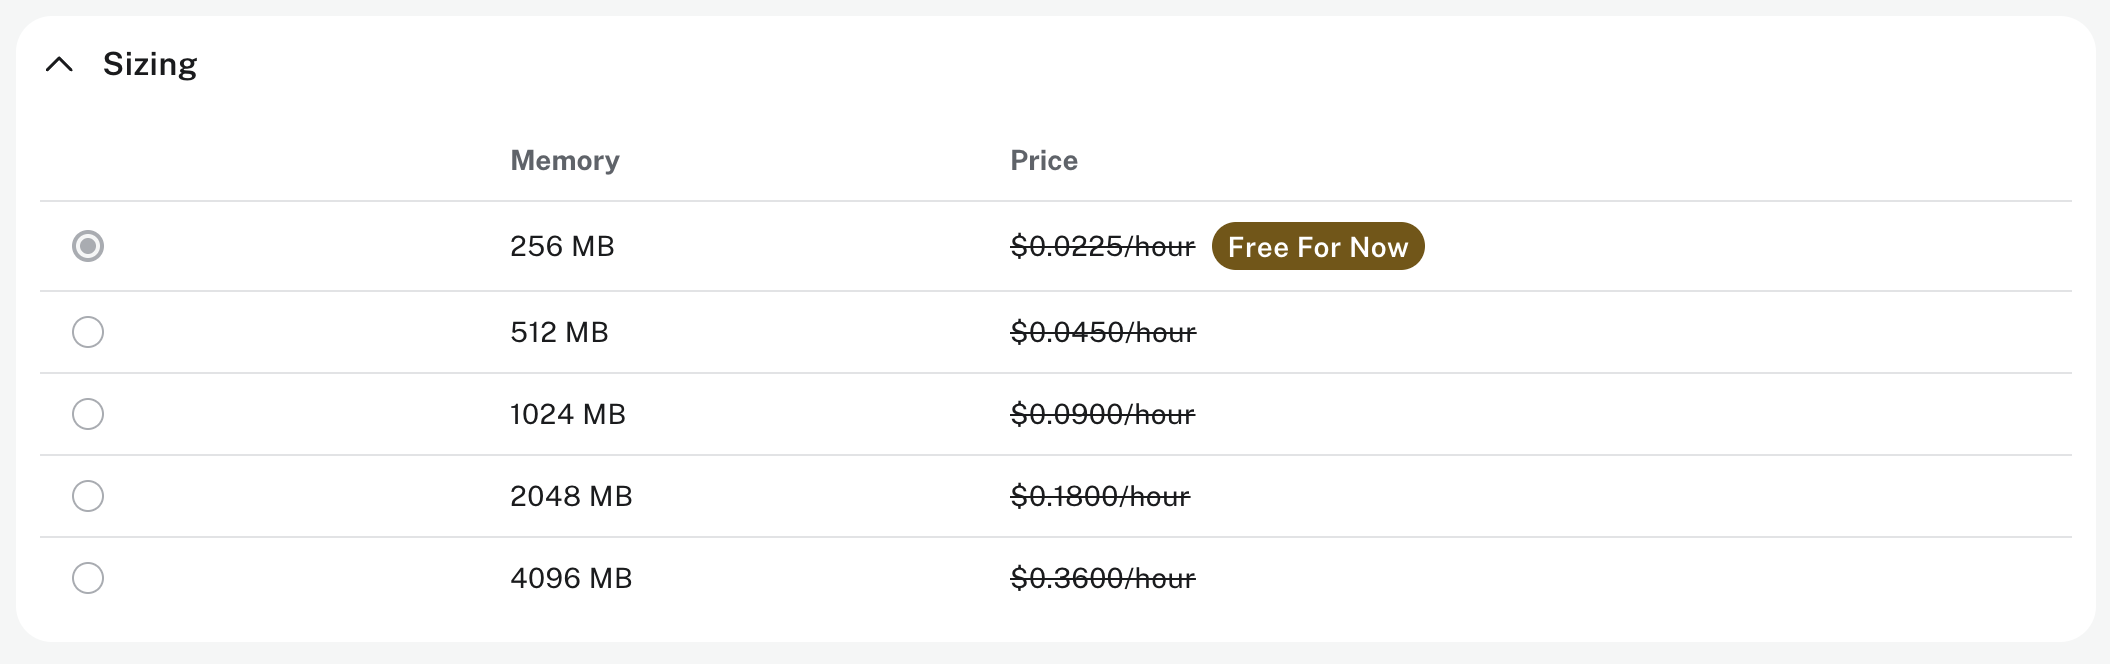 Sizing
Memory Price
256 MB $0.0225/hour Free For Now
512 MB $0.0450/hour
1024 MB $0.0900/hour
2048 MB $0.1800/hour
4096 MB $0.3600/hour